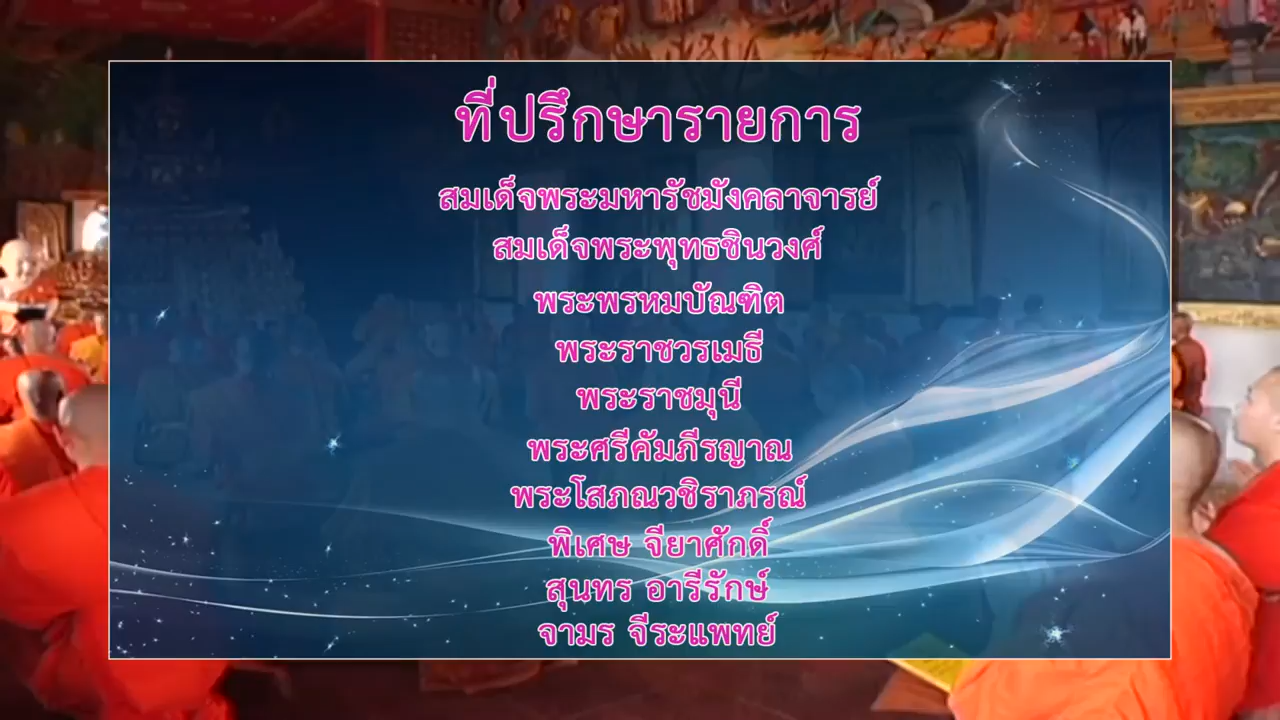 ที่ปรึกษารายการ
สมเด็จพระมหารัชมังคลาจารย์
สมเด็จพระพุทธชินวงศ์
พระพรหมบัณฑิต
พระราชวรเมธี
พระราชมุนี
พระศรีคัมภีรญาณ
พระโสภณวชิราภรณ์
พิเศษ จียาศักดิ์
สุนทร อารีรักษ์
จามร จีระแพทย์